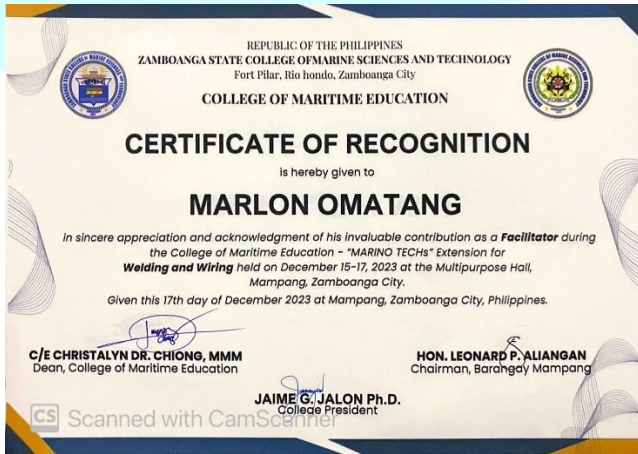 REPUBLIC OF THE PHILIPPINES
ZAMBOANGA STATE COLLEGE OFMARINE SCIENCES AND TECHNOLOGY
Fort Pilar, Rio hondo, Zamboanga City
COLLEGE OF MARITIME EDUCATION
CERTIFICATE OF RECOGNITION
is hereby given to
MARLON OMATANG
in sincere appreciation and acknowledgment of his invaluable contribution as a Facilitator during
the College of Maritime Education - "MARINO TECHs" Extension for
Welding and Wiring held on December 15-17, 2023 at the Multipurpose Hall,
Mampang, Zamboanga City.
Given this 17th day of December 2023 at Mampang, Zamboanga City, Philippines.
C/E CHRISTALYN DR. CHIONG, MMM
Dean, College of Maritime Education
HON. LEONARD P. ALIANGAN
Chairman, Barangay Mampang
JAIME G. JALON Ph.D.
College President
CS Scanned with CamScanner